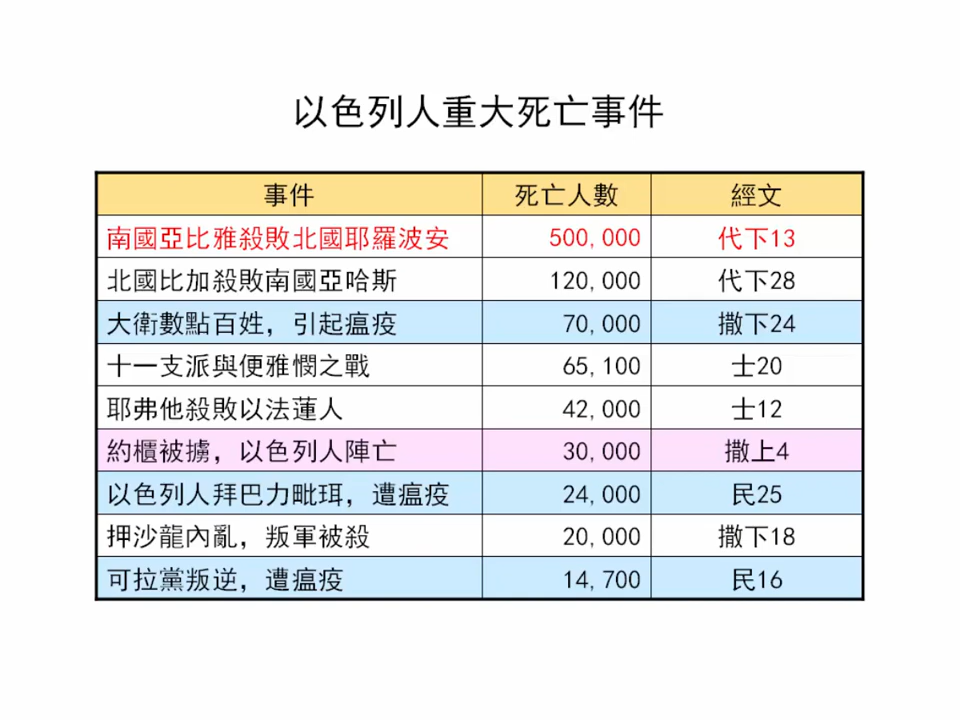 以色列人重大死亡事件
事件 死亡人數 經文
南國亞比雅殺敗北國耶羅波安 500,000 代下13
北國比加殺敗南國亞哈斯 120,000 代下28
大衛數點百姓，引起瘟疫 70,000 撒下24
十一支派與便雅憫之戰 65,100 士20
耶弗他殺敗以法蓮人 42,000 士12
約櫃被擄，以色列人陣亡 30,000 撒上4
以色列人拜巴力毗珥，遭瘟疫 24,000 民25
押沙龍內亂，叛軍被殺 20,000 撒下18
可拉黨叛逆，遭瘟疫 14,700 民16